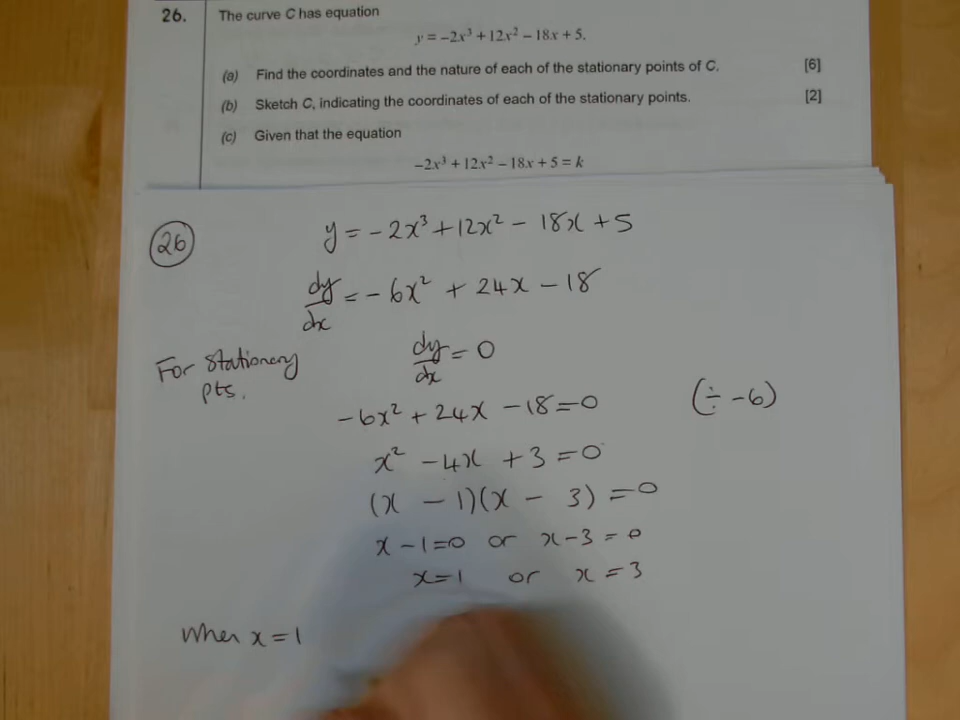 26. The curve C has equation
y = −2x³ + 12x² − 18x + 5.
(a) Find the coordinates and the nature of each of the stationary points of C. [6]
(b) Sketch C, indicating the coordinates of each of the stationary points. [2]
(c) Given that the equation
−2x³ + 12x² − 18x + 5 = k
26 y = - 2x³ + 12x² - 18x + 5
dy/dx = - 6x² + 24x - 18
For stationary pts. dy/dx = 0
-6x² + 24x - 18 = 0 (÷ -6)
x² - 4x + 3 = 0
(x - 1)(x - 3) = 0
x - 1 = 0 or x - 3 = 0
x = 1 or x = 3
When x = 1